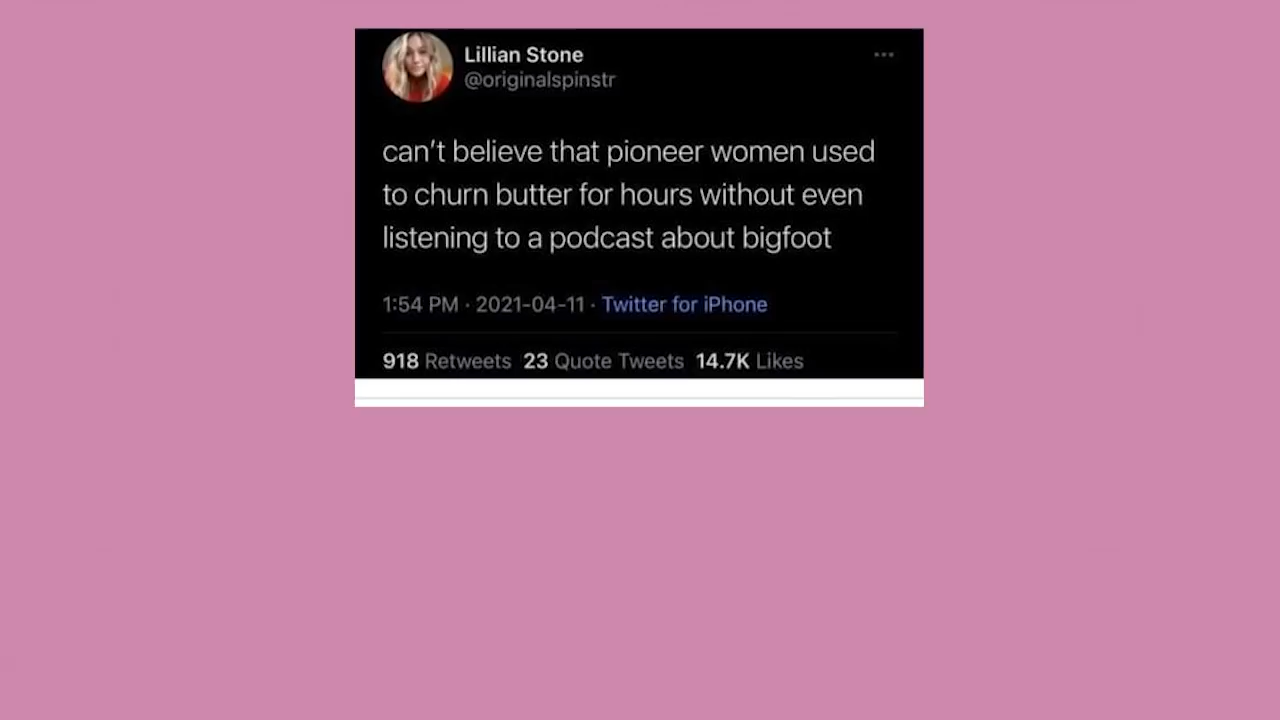 Lillian Stone
@originalspinstr
can't believe that pioneer women used
to churn butter for hours without even
listening to a podcast about bigfoot
1:54 PM · 2021-04-11 · Twitter for iPhone
918 Retweets 23 Quote Tweets 14.7K Likes